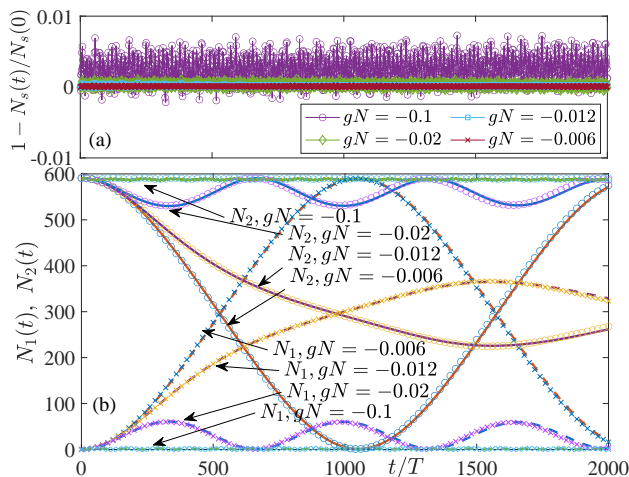 0.01
0
-0.01
1 − N_s(t)/N_s(0)
(a)
gN = −0.1
gN = −0.012
gN = −0.02
gN = −0.006
600
500
400
300
200
100
0
N_1(t), N_2(t)
N_2, gN = −0.1
N_2, gN = −0.02
N_2, gN = −0.012
N_2, gN = −0.006
N_1, gN = −0.006
N_1, gN = −0.012
N_1, gN = −0.02
N_1, gN = −0.1
(b)
0
500
1000
1500
2000
t/T